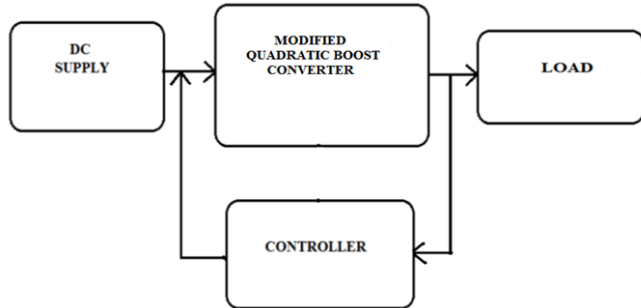 DC
SUPPLY
MODIFIED
QUADRATIC BOOST
CONVERTER
LOAD
CONTROLLER